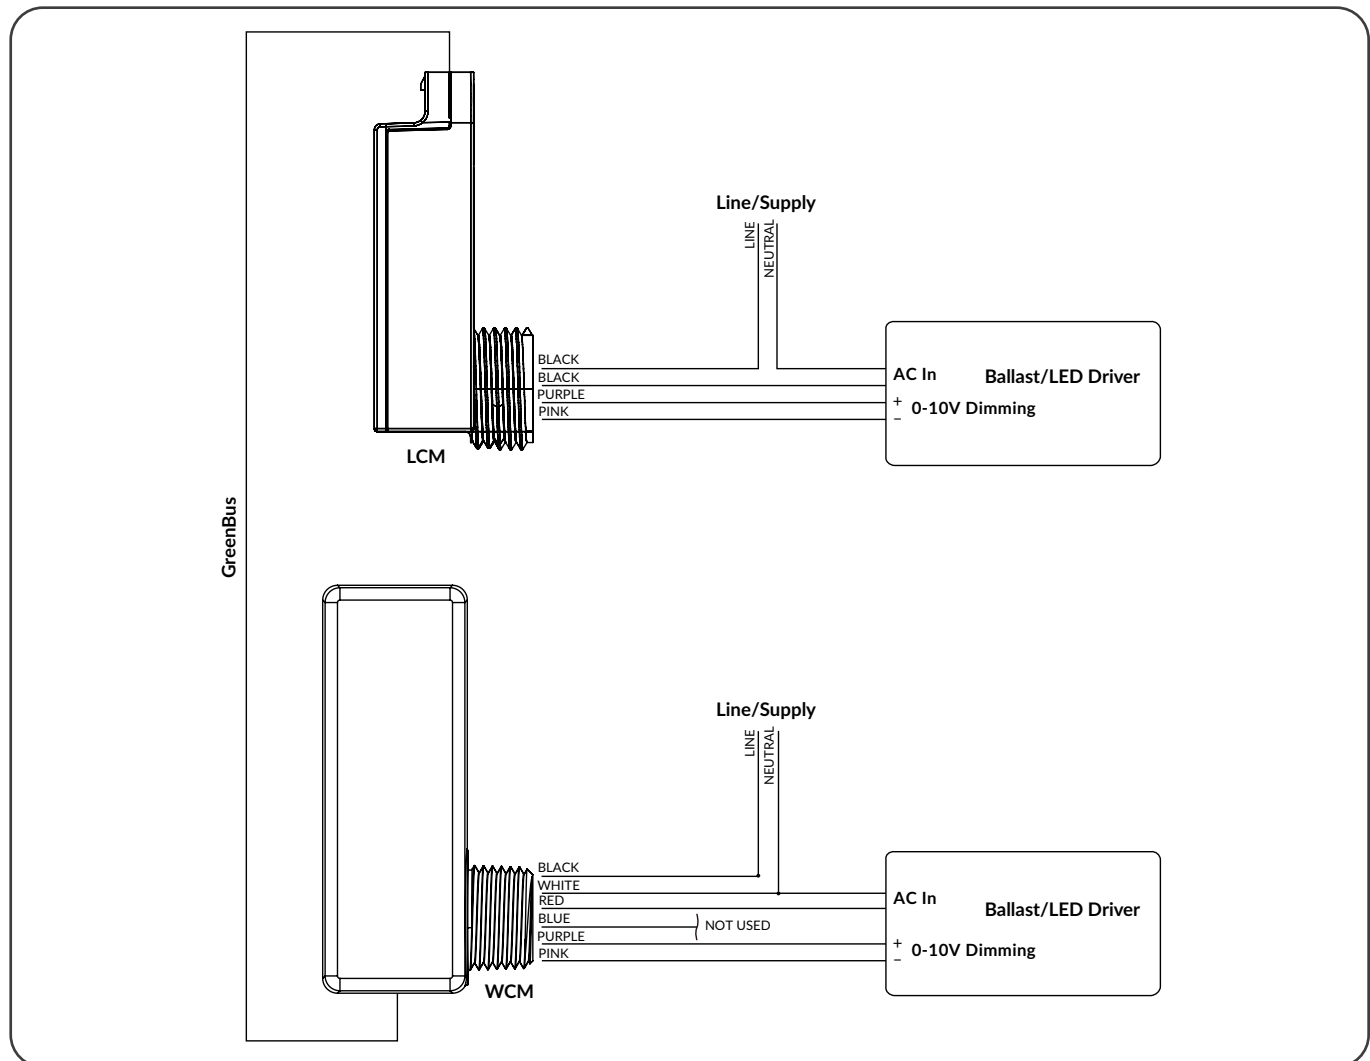 Line/Supply
LINE
NEUTRAL
BLACK
BLACK
PURPLE
PINK
AC In
Ballast/LED Driver
+
0-10V Dimming
–
LCM
GreenBus
Line/Supply
LINE
NEUTRAL
BLACK
WHITE
RED
BLUE
NOT USED
PURPLE
PINK
AC In
Ballast/LED Driver
+
0-10V Dimming
–
WCM